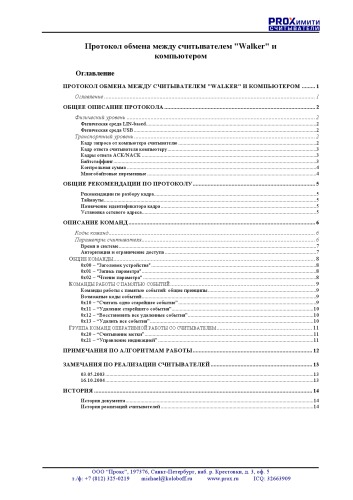 PROXИМИТИ
СЧИТЫВАТЕЛИ
Протокол обмена между считывателем "Walker" и
компьютером
Оглавление
ПРОТОКОЛ ОБМЕНА МЕЖДУ СЧИТЫВАТЕЛЕМ "WALKER" И КОМПЬЮТЕРОМ ......... 1
Оглавление ......... 1
ОБЩЕЕ ОПИСАНИЕ ПРОТОКОЛА ......... 2
Физический уровень ......... 2
Физическая среда LIN-based ......... 2
Физическая среда USB ......... 2
Транспортный уровень ......... 2
Кадр запроса от компьютера считывателю ......... 2
Кадр ответа считывателя компьютеру ......... 3
Кадры ответа ACK/NACK ......... 3
Байтстаффинг ......... 3
Контрольная сумма ......... 4
Многобайтовые переменные ......... 4
ОБЩИЕ РЕКОМЕНДАЦИИ ПО ПРОТОКОЛУ ......... 5
Рекомендации по разбору кадра ......... 5
Таймауты ......... 5
Назначение идентификатора кадра ......... 5
Установка сетевого адреса ......... 5
ОПИСАНИЕ КОМАНД ......... 6
Коды команд ......... 6
Параметры считывателя ......... 6
Время в системе ......... 7
Авторизация и ограничение доступа ......... 7
ОБЩИЕ КОМАНДЫ ......... 8
0x00 – "Заголовок устройства" ......... 8
0x01 – "Запись параметра" ......... 8
0x02 – "Чтение параметра" ......... 8
КОМАНДЫ РАБОТЫ С ПАМЯТЬЮ СОБЫТИЙ ......... 9
Команды работы с памятью событий: общие принципы ......... 9
Возможные коды событий ......... 9
0x10 – "Считать одно старейшее событие" ......... 9
0x11 – "Удаление старейшего события" ......... 10
0x12 – "Восстановить все удаленные события" ......... 10
0x13 – "Удалить все события" ......... 10
ГРУППА КОМАНД ОПЕРАТИВНОЙ РАБОТЫ СО СЧИТЫВАТЕЛЕМ ......... 11
0x20 – "Считывание метки" ......... 11
0x21 – "Управление индикацией" ......... 11
ПРИМЕЧАНИЯ ПО АЛГОРИТМАМ РАБОТЫ ......... 12
ЗАМЕЧАНИЯ ПО РЕАЛИЗАЦИИ СЧИТЫВАТЕЛЕЙ ......... 13
03.05.2003 ......... 13
16.10.2004 ......... 13
ИСТОРИЯ ......... 14
История документа ......... 14
История реализаций считывателей ......... 14
ООО "Прокс", 197376, Санкт-Петербург, наб. р. Крестовки, д. 3, оф. 5
т./ф: +7 (812) 325-0219 michael@koloboff.ru www.prox.ru ICQ: 32663909